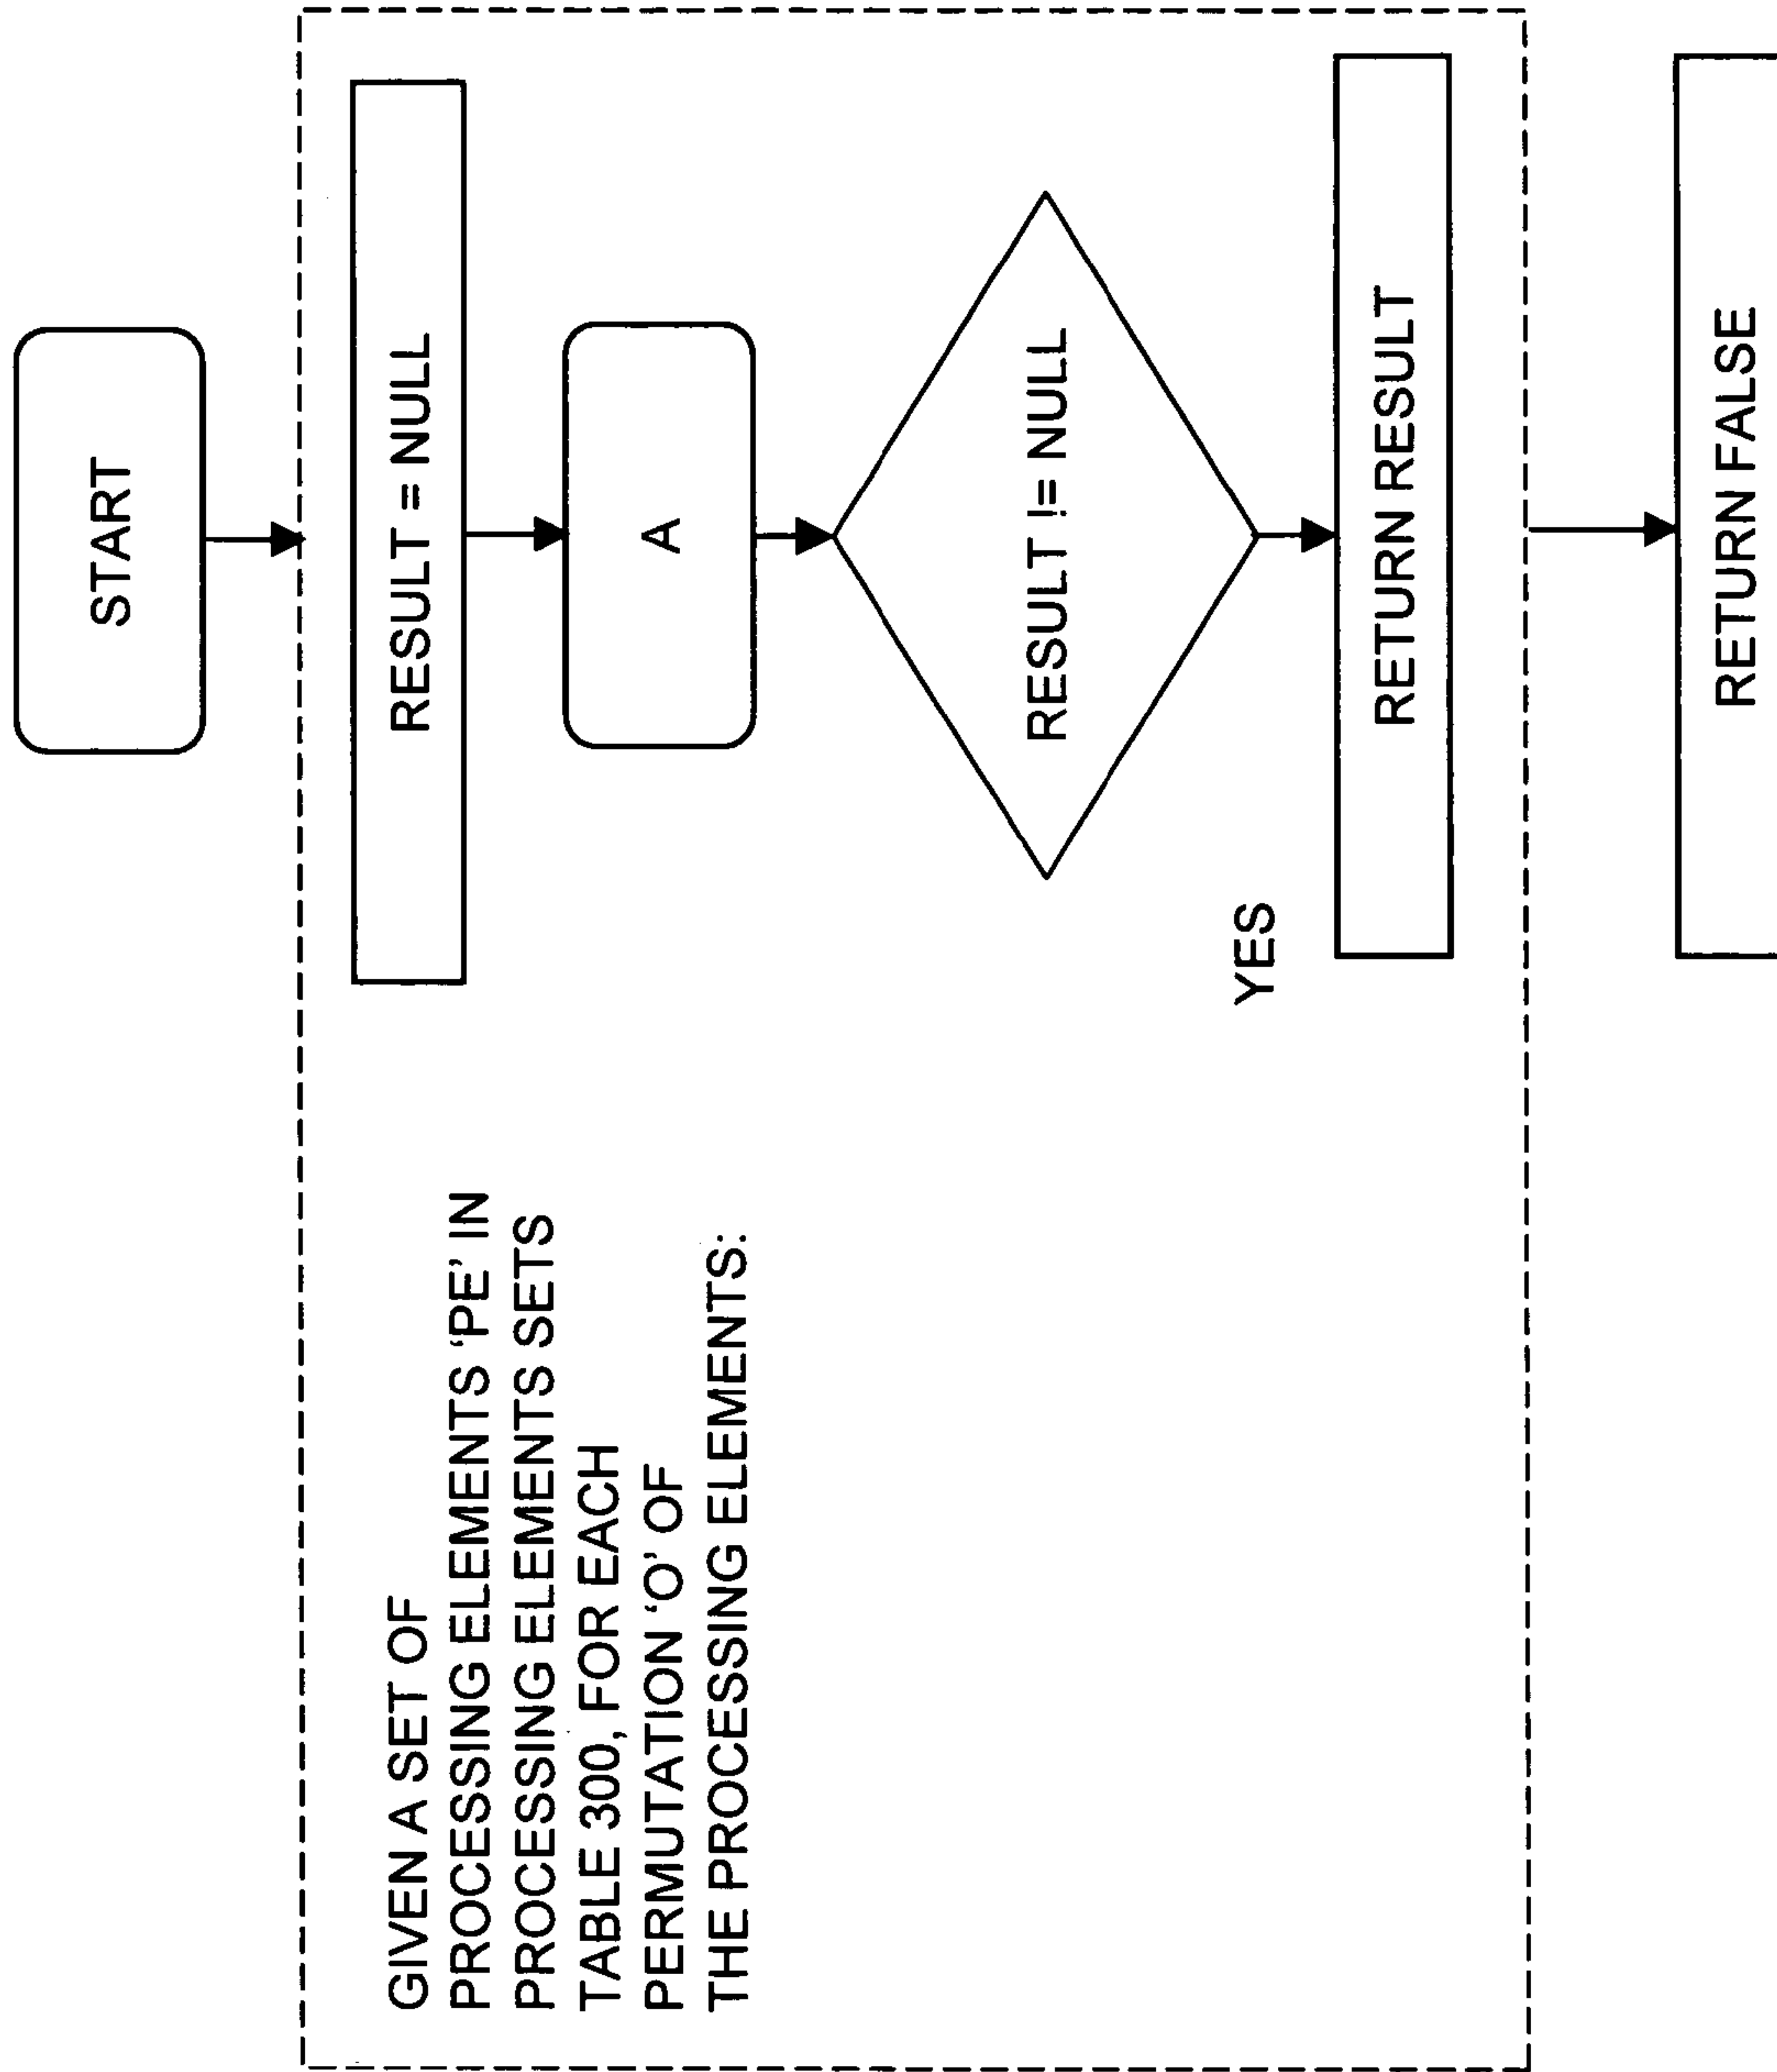 START
GIVEN A SET OF
PROCESSING ELEMENTS ‘PE’ IN
PROCESSING ELEMENTS SETS
TABLE 300, FOR EACH
PERMUTATION ‘O’ OF
THE PROCESSING ELEMENTS:
RESULT = NULL
A
RESULT != NULL
YES
RETURN RESULT
RETURN FALSE